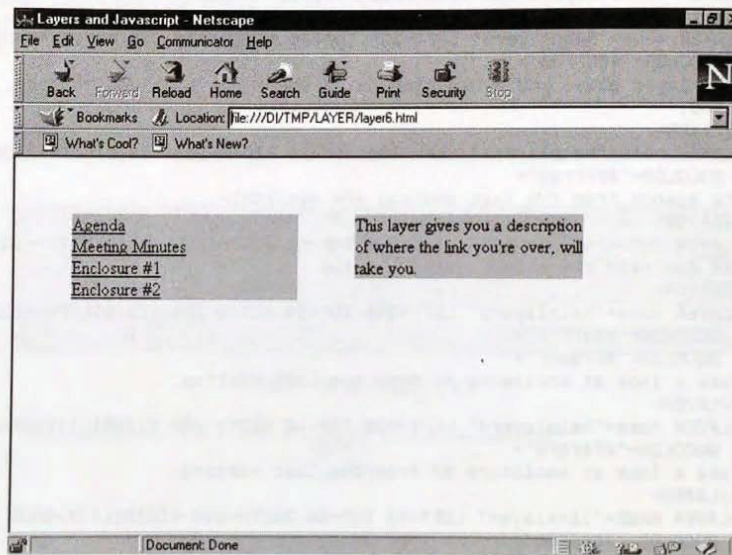 Layers and Javascript - Netscape
File Edit View Go Communicator Help
Back Forward Reload Home Search Guide Print Security Stop
N
Bookmarks Location: file:///D|/TMP/LAYER/layer6.html
What's Cool? What's New?
Agenda
Meeting Minutes
Enclosure #1
Enclosure #2
This layer gives you a description
of where the link you're over, will
take you.
Document: Done